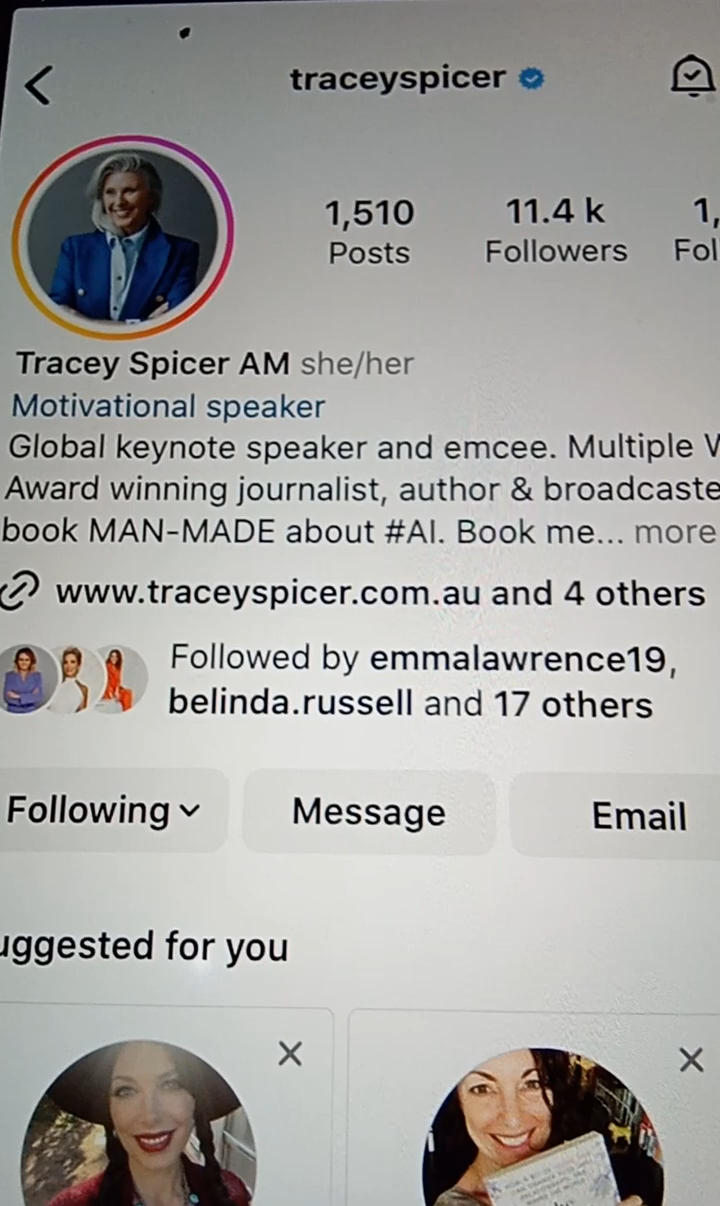 traceyspicer
1,510
11.4 k
1,
Posts
Followers
Fol
Tracey Spicer AM she/her
Motivational speaker
Global keynote speaker and emcee. Multiple
Award winning journalist, author & broadcaste
book MAN-MADE about #AI. Book me... more
www.traceyspicer.com.au and 4 others
Followed by emmalawrence19,
belinda.russell and 17 others
Following
Message
Email
uggested for you